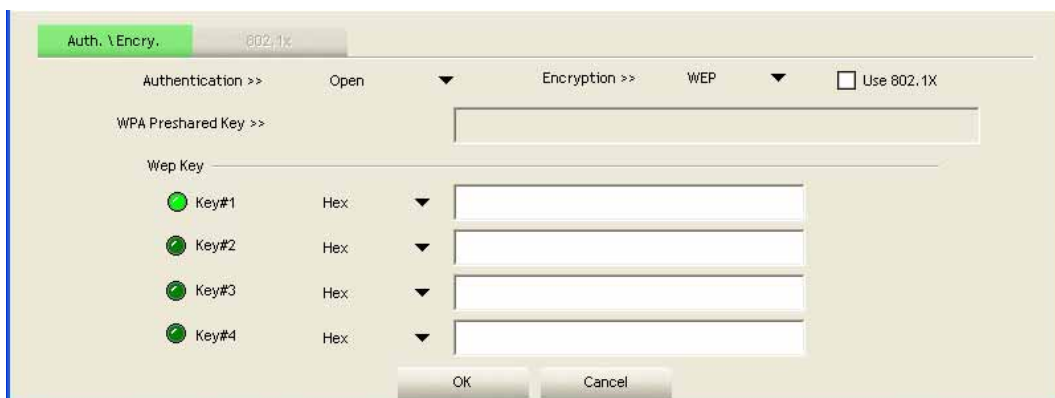 Auth. \ Encry. 802.1x
Authentication >> Open Encryption >> WEP Use 802.1X
WPA Preshared Key >>
Wep Key
Key#1 Hex
Key#2 Hex
Key#3 Hex
Key#4 Hex
OK Cancel